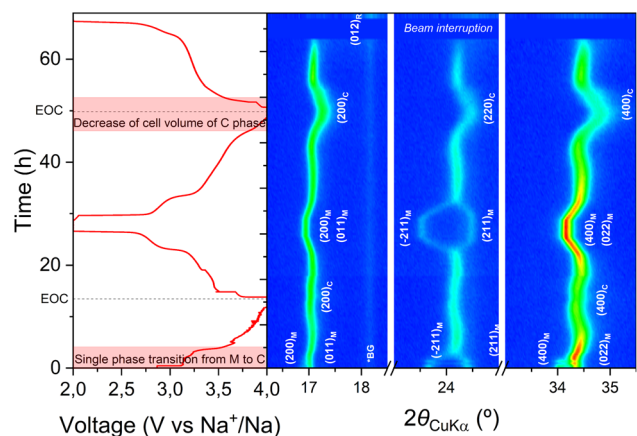 Time (h)
60
40
20
0
EOC
EOC
Decrease of cell volume of C phase
Single phase transition from M to C
2,0 2,5 3,0 3,5 4,0
Voltage (V vs Na⁺/Na)
(012)R
(200)C
(200)M
(011)M
(200)C
(200)M
(011)M
*BG
17 18
Beam interruption
(220)C
(-211)M
(211)M
(-211)M
(211)M
24
2θCuKα (º)
(400)C
(400)M
(022)M
(400)C
(400)M
(022)M
34 35